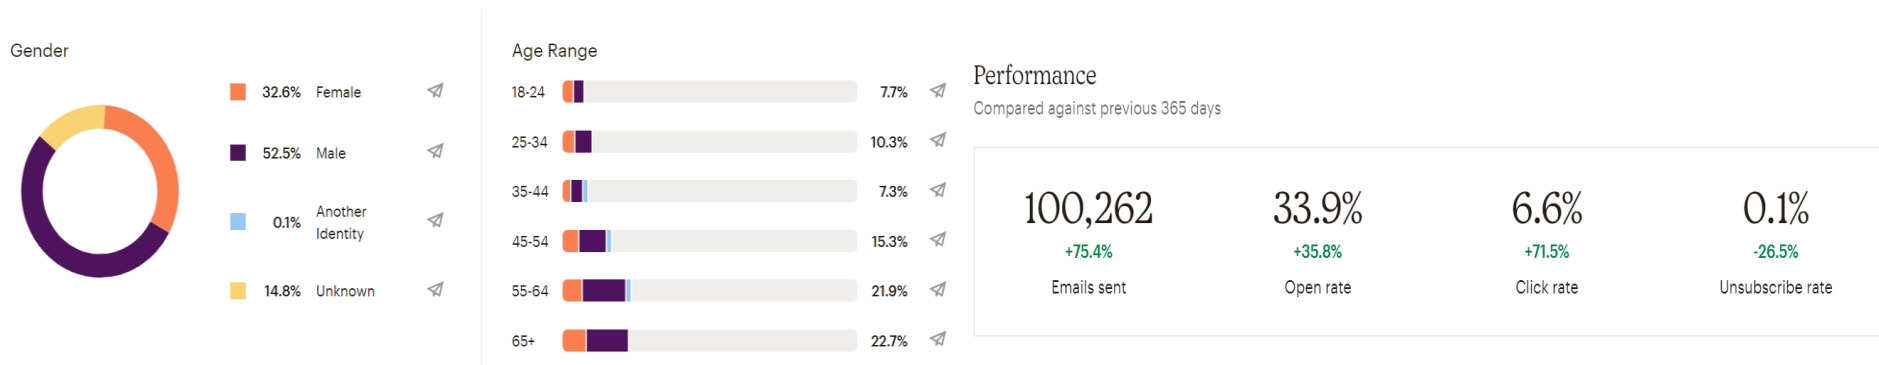 Gender
32.6% Female
52.5% Male
0.1% Another
Identity
14.8% Unknown
Age Range
18-24 7.7%
25-34 10.3%
35-44 7.3%
45-54 15.3%
55-64 21.9%
65+ 22.7%
Performance
Compared against previous 365 days
100,262 33.9% 6.6% 0.1%
+75.4% +35.8% +71.5% -26.5%
Emails sent Open rate Click rate Unsubscribe rate